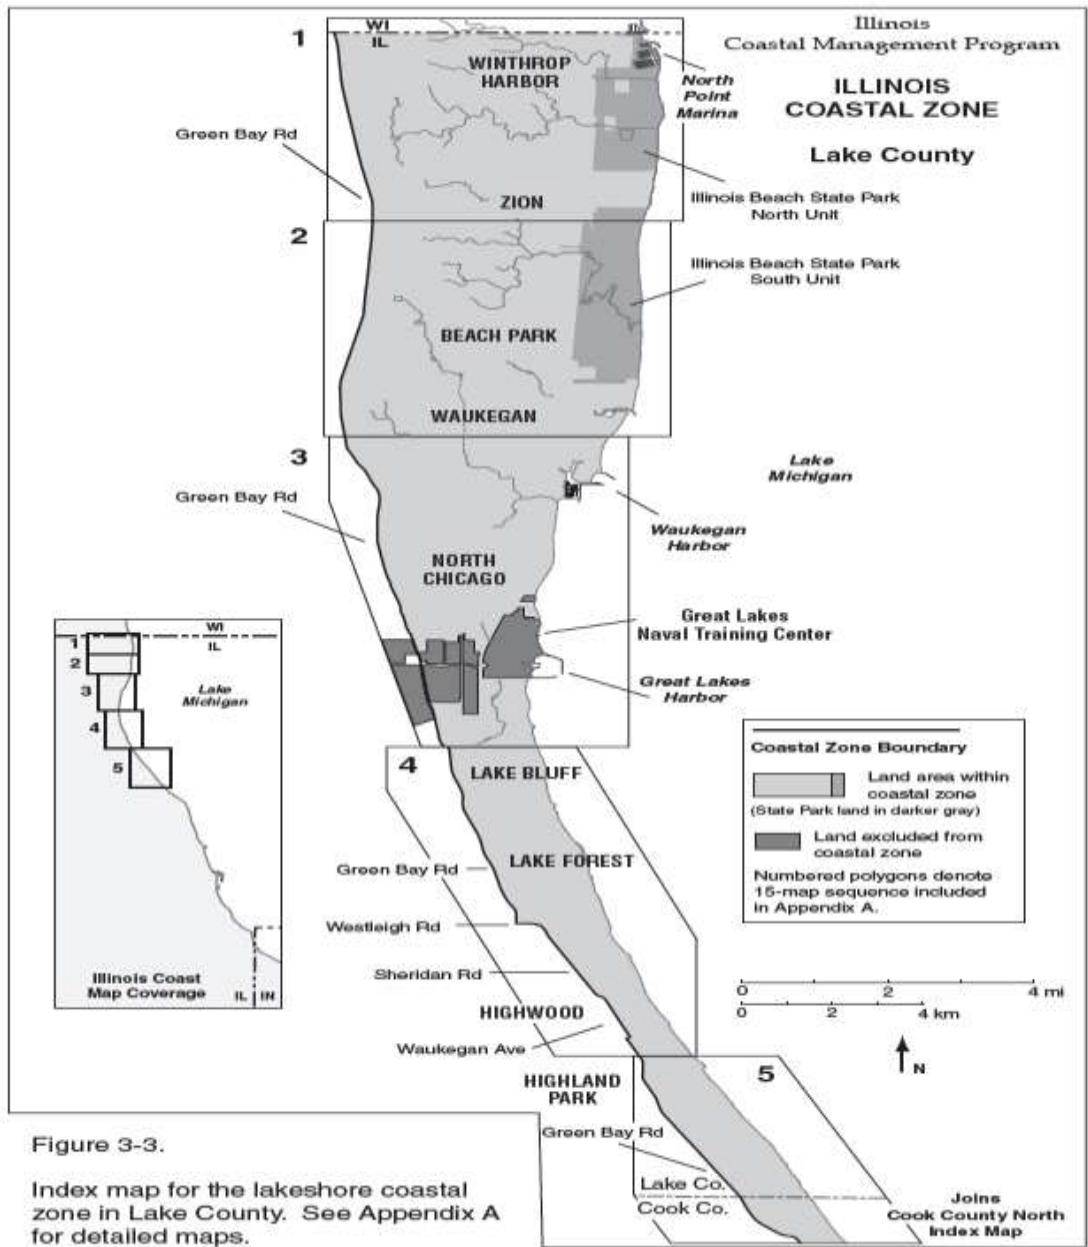 Illinois
Coastal Management Program
ILLINOIS
COASTAL ZONE
Lake County
WI
IL
1
WINTHROP
HARBOR
North
Point
Marina
Green Bay Rd
Illinois Beach State Park
North Unit
ZION
2
Illinois Beach State Park
South Unit
BEACH PARK
WAUKEGAN
3
Lake
Michigan
Green Bay Rd
Waukegan
Harbor
NORTH
CHICAGO
Great Lakes
Naval Training Center
Great Lakes
Harbor
WI
IL
1
2
3
4
5
Lake
Michigan
Illinois Coast
Map Coverage
IL
IN
4
LAKE BLUFF
LAKE FOREST
Green Bay Rd
Westleigh Rd
Sheridan Rd
HIGHWOOD
Waukegan Ave
Coastal Zone Boundary
Land area within
coastal zone
(State Park land in darker gray)
Land excluded from
coastal zone
Numbered polygons denote
15-map sequence included
in Appendix A.
0 2 4 mi
0 2 4 km
N
5
HIGHLAND
PARK
Green Bay Rd
Lake Co.
Cook Co.
Joins
Cook County North
Index Map
Figure 3-3.
Index map for the lakeshore coastal
zone in Lake County. See Appendix A
for detailed maps.